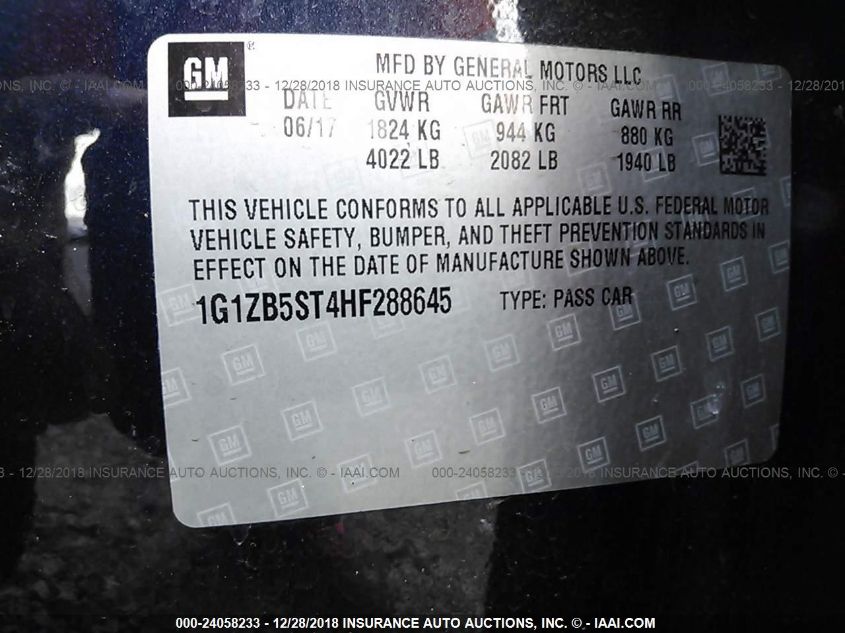 GM
MFD BY GENERAL MOTORS LLC
DATE GVWR GAWR FRT GAWR RR
06/17 1824 KG 944 KG 880 KG
4022 LB 2082 LB 1940 LB
THIS VEHICLE CONFORMS TO ALL APPLICABLE U.S. FEDERAL MOTOR
VEHICLE SAFETY, BUMPER, AND THEFT PREVENTION STANDARDS IN
EFFECT ON THE DATE OF MANUFACTURE SHOWN ABOVE.
1G1ZB5ST4HF288645 TYPE: PASS CAR
000-24058233 - 12/28/2018 INSURANCE AUTO AUCTIONS, INC. © - IAAI.COM